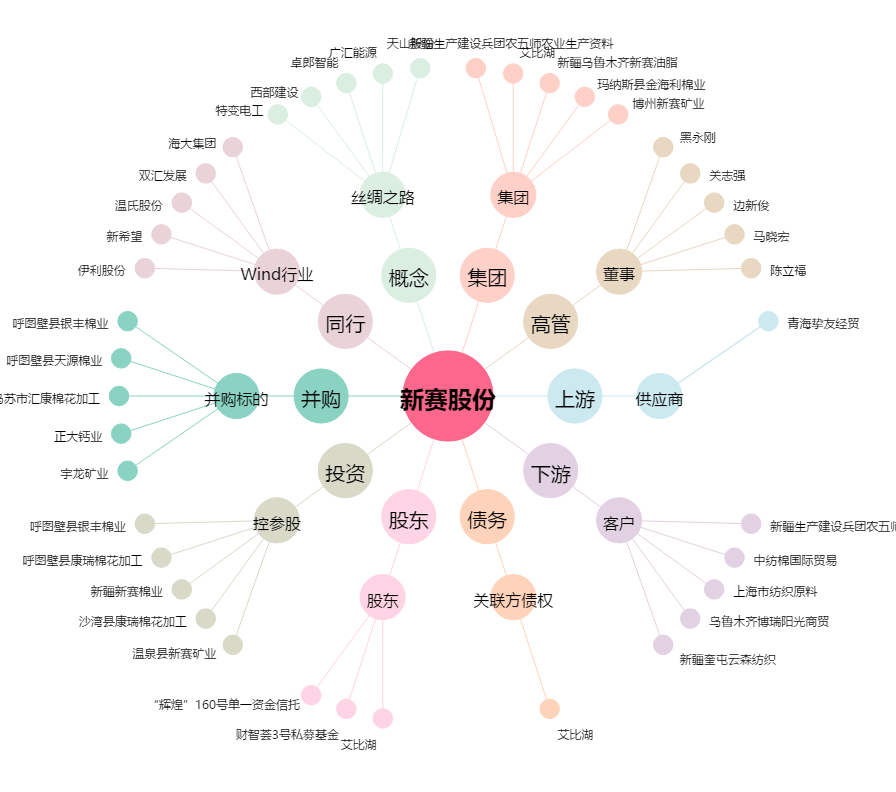 天山股份
新疆生产建设兵团农五师农业生产资料
广汇能源
艾比湖
卓郎智能
新疆乌鲁木齐新赛油脂
西部建设
玛纳斯县金海利棉业
特变电工
博州新赛矿业
海大集团
黑永刚
双汇发展
关志强
丝绸之路
集团
温氏股份
边新俊
新希望
马晓宏
伊利股份
Wind行业
概念
集团
董事
陈立福
呼图壁县银丰棉业
同行
高管
青海挚友经贸
呼图壁县天源棉业
乌苏市汇康棉花加工
并购标的
并购
新赛股份
上游
供应商
正大钙业
宇龙矿业
投资
下游
呼图壁县银丰棉业
控参股
股东
债务
客户
新疆生产建设兵团农五师
呼图壁县康瑞棉花加工
中纺棉国际贸易
新疆新赛棉业
股东
关联方债权
上海市纺织原料
沙湾县康瑞棉花加工
乌鲁木齐博瑞阳光商贸
温泉县新赛矿业
新疆奎屯云森纺织
“辉煌”160号单一资金信托
财智荟3号私募基金
艾比湖
艾比湖